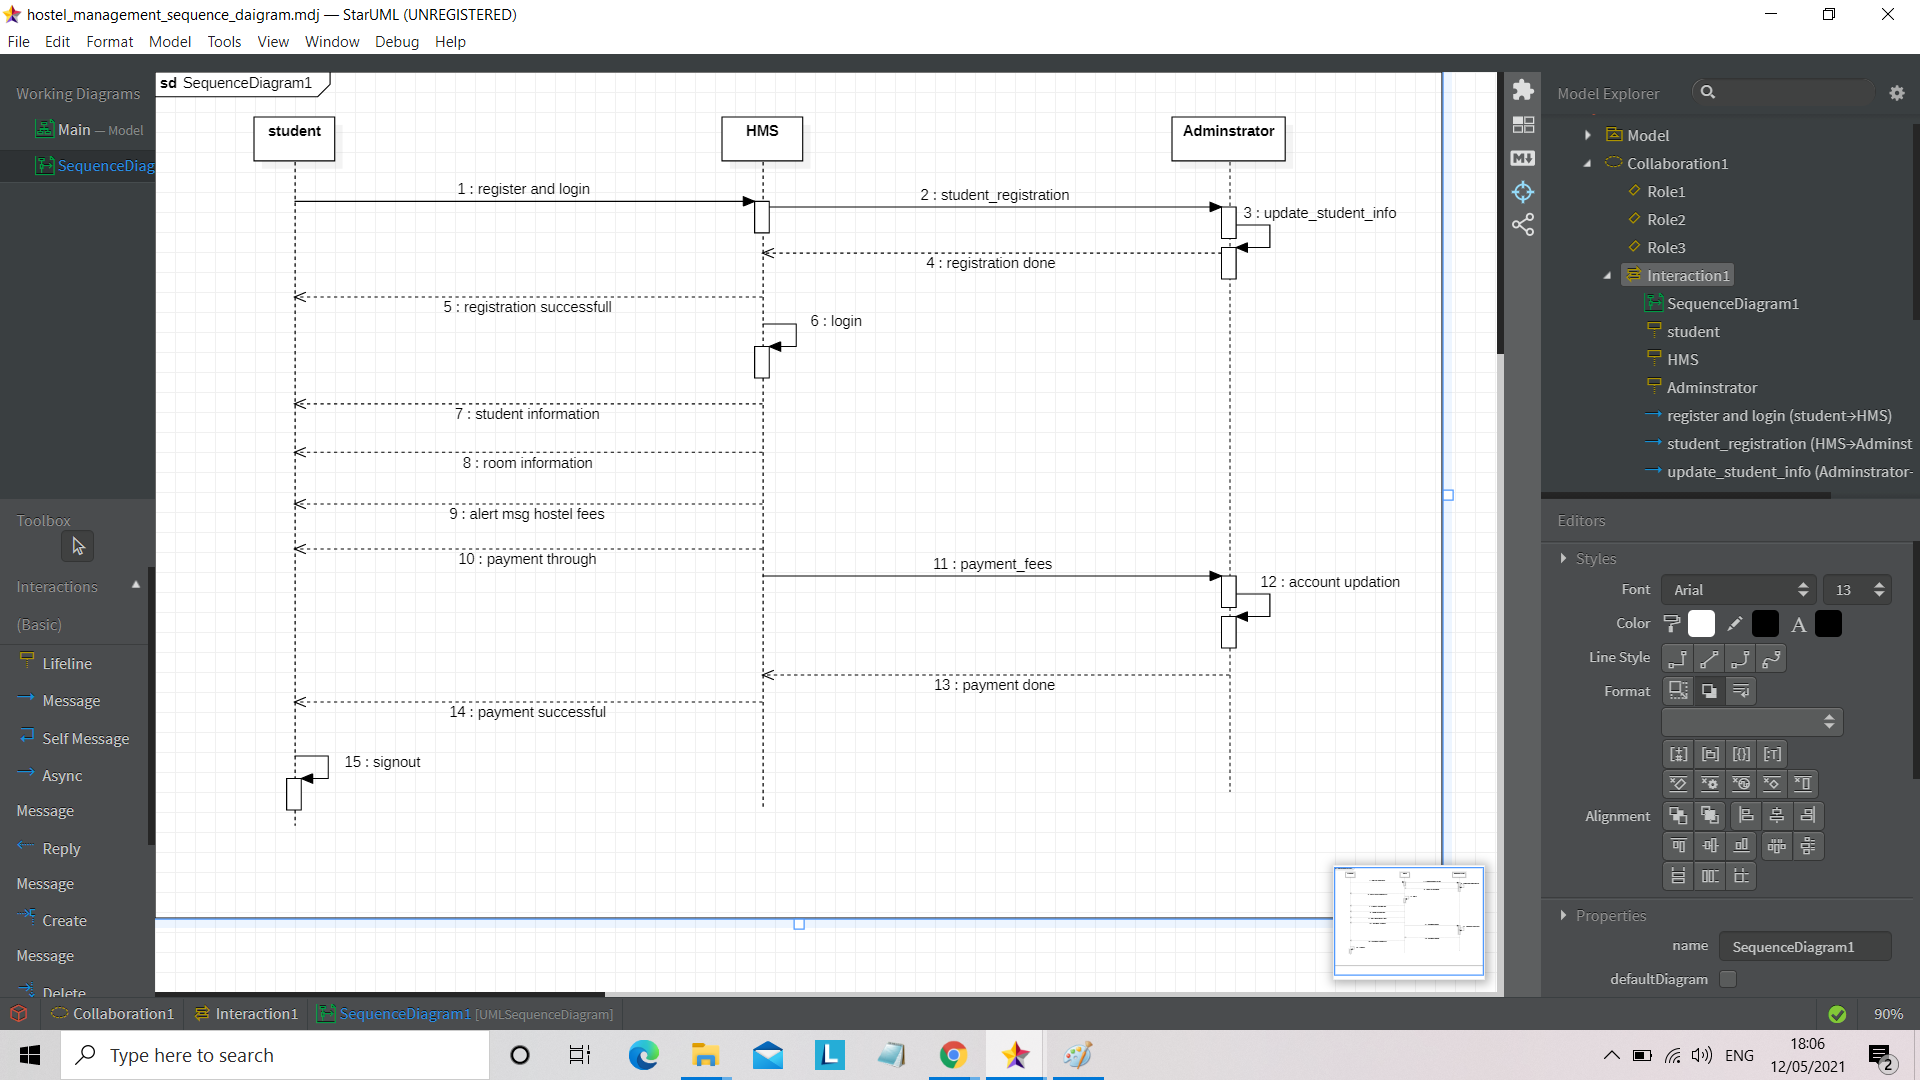 hostel_management_sequence_daigram.mdj — StarUML (UNREGISTERED)
File Edit Format Model Tools View Window Debug Help
Working Diagrams
Main — Model
SequenceDiag
Toolbox
Interactions
(Basic)
Lifeline
Message
Self Message
Async
Message
Reply
Message
Create
Message
Delete
sd SequenceDiagram1
student
HMS
Adminstrator
1 : register and login
2 : student_registration
3 : update_student_info
4 : registration done
5 : registration successfull
6 : login
7 : student information
8 : room information
9 : alert msg hostel fees
10 : payment through
11 : payment_fees
12 : account updation
13 : payment done
14 : payment successful
15 : signout
Model Explorer
Model
Collaboration1
Role1
Role2
Role3
Interaction1
SequenceDiagram1
student
HMS
Adminstrator
register and login (student→HMS)
student_registration (HMS→Adminst
update_student_info (Adminstrator-
Editors
Styles
Font Arial 13
Color A
Line Style
Format
Alignment
Properties
name SequenceDiagram1
defaultDiagram
Collaboration1 Interaction1 SequenceDiagram1 [UMLSequenceDiagram] 90%
Type here to search
L
ENG
18:06
12/05/2021
2